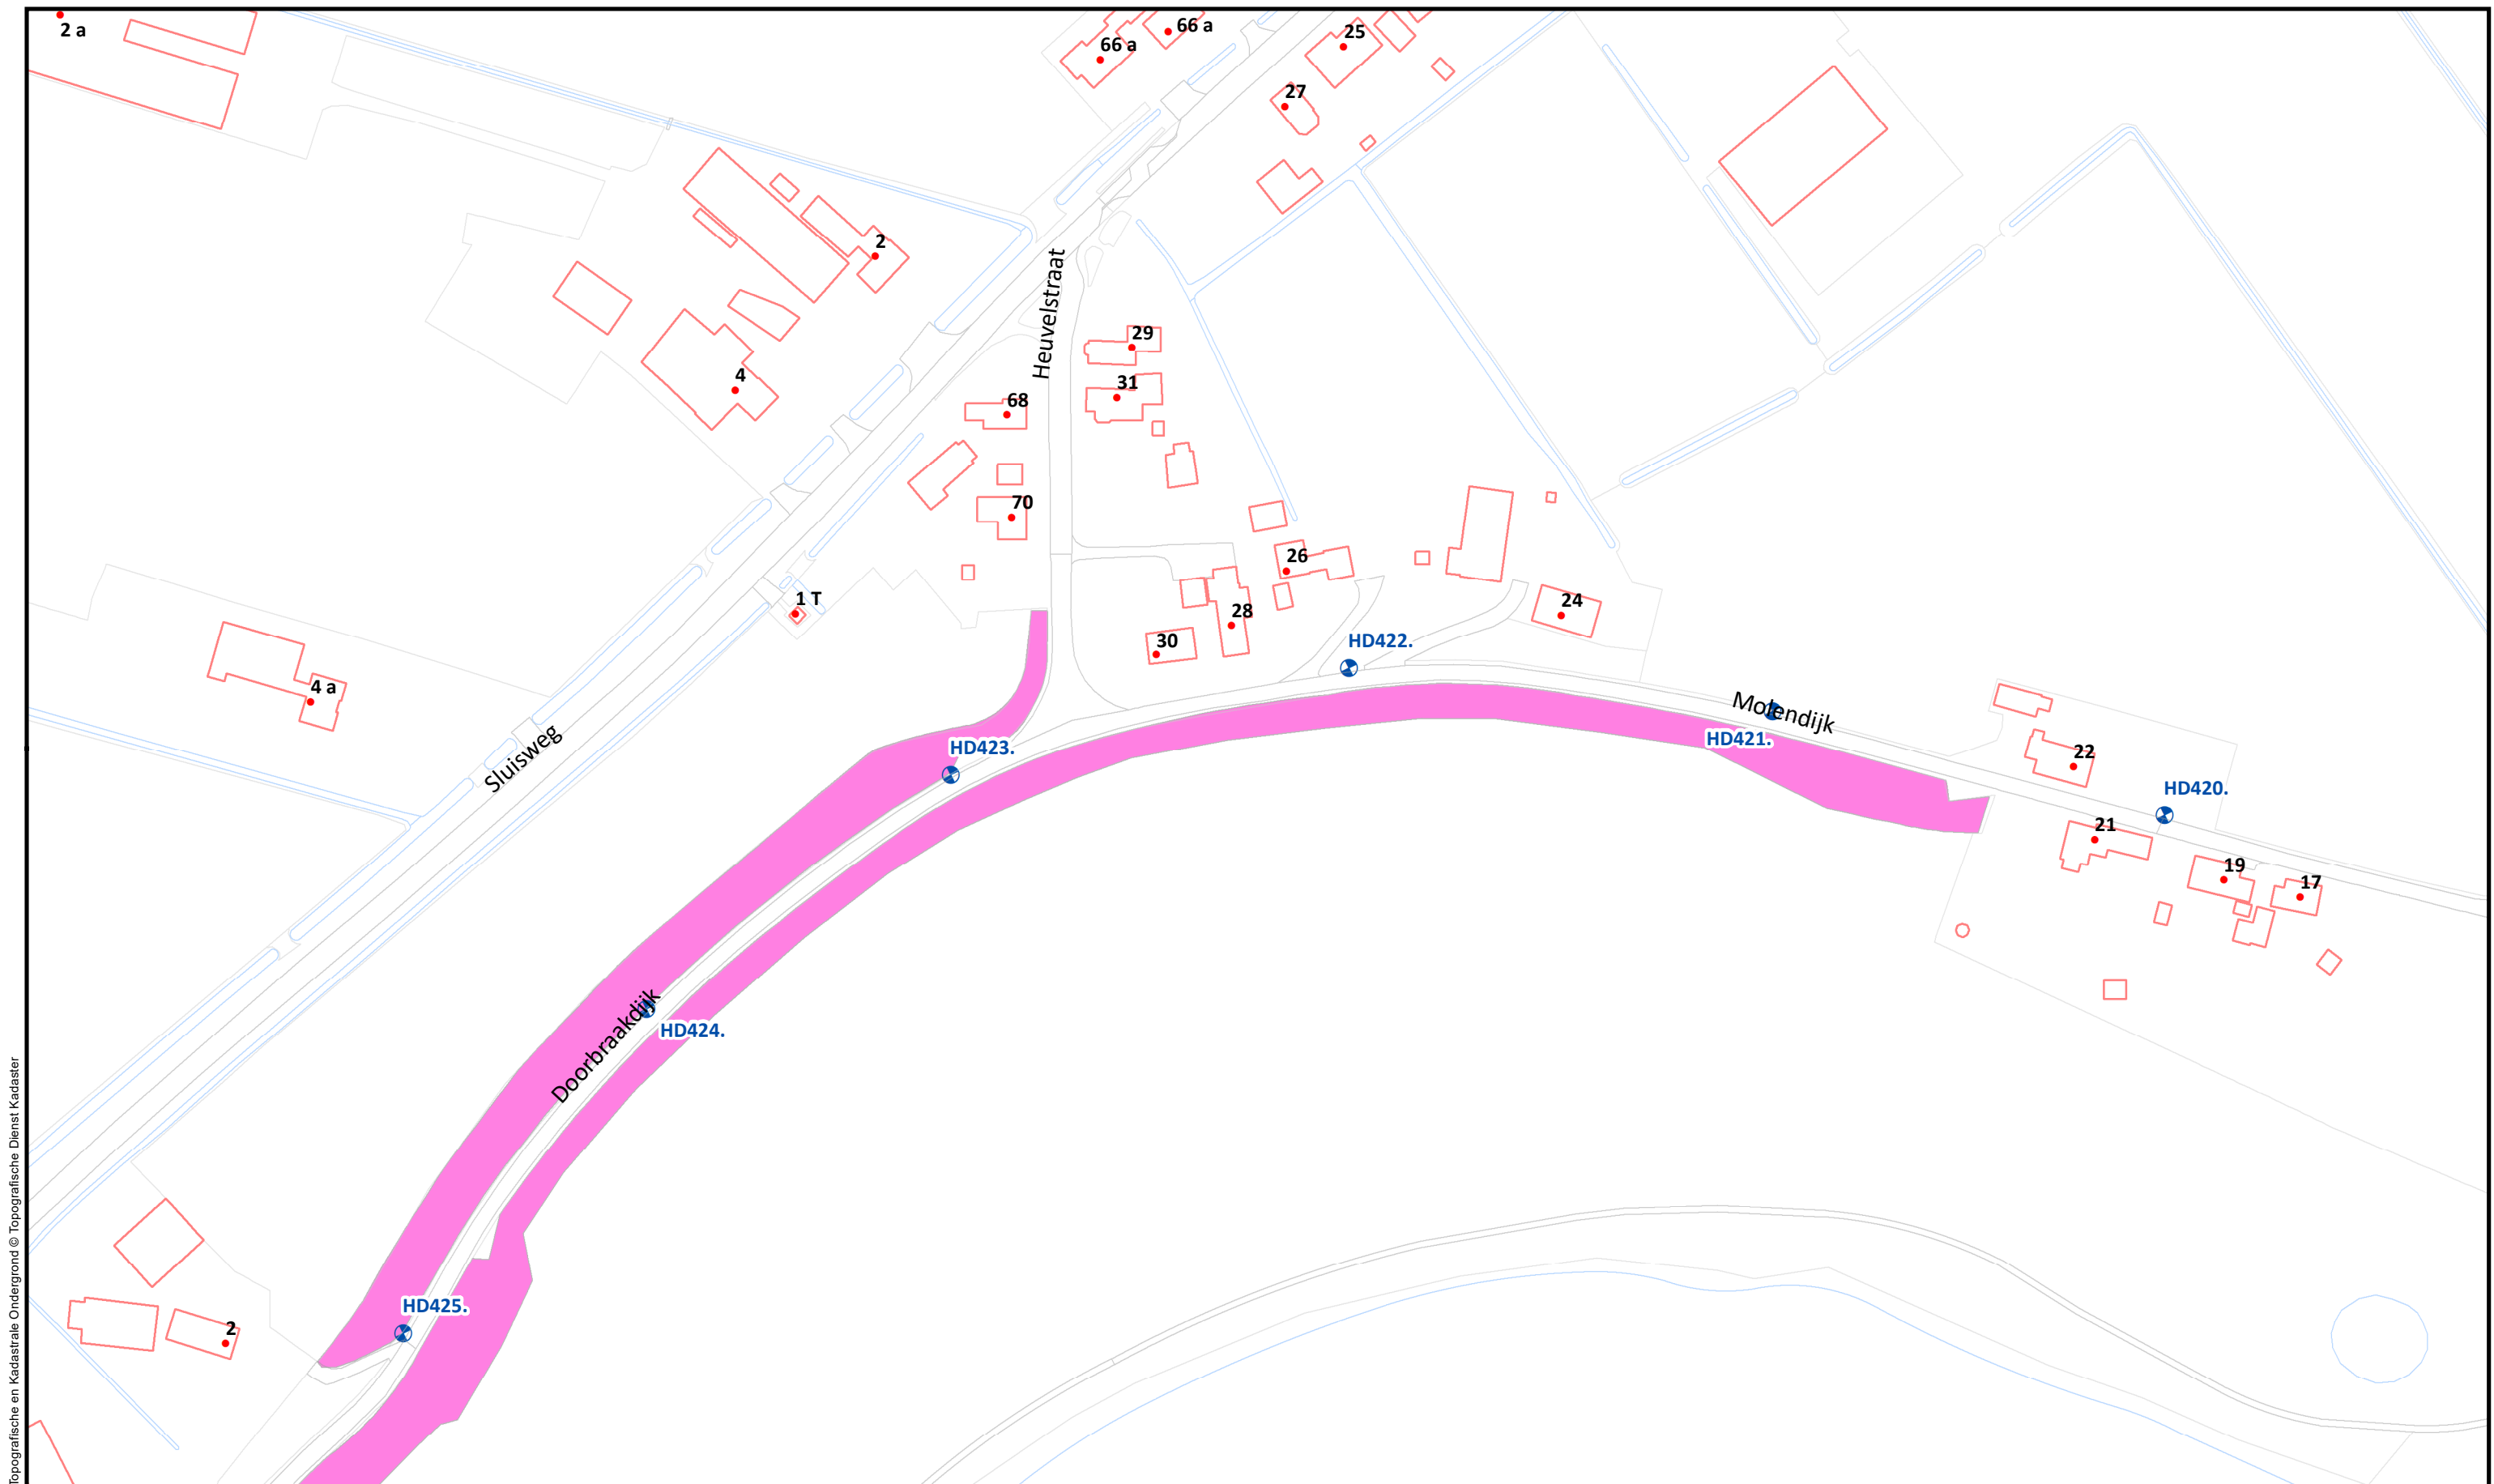 2 a
66 a
66 a
25
27
2
Heuvelstraat
29
31
4
68
70
26
1 T
24
28
30
HD422.
4 a
Molendijk
Sluisweg
HD423.
HD421.
22
HD420.
21
19
17
Doorbraakdijk
HD424.
HD425.
2
Topografische en Kadastrale Ondergrond © Topografische Dienst Kadaster